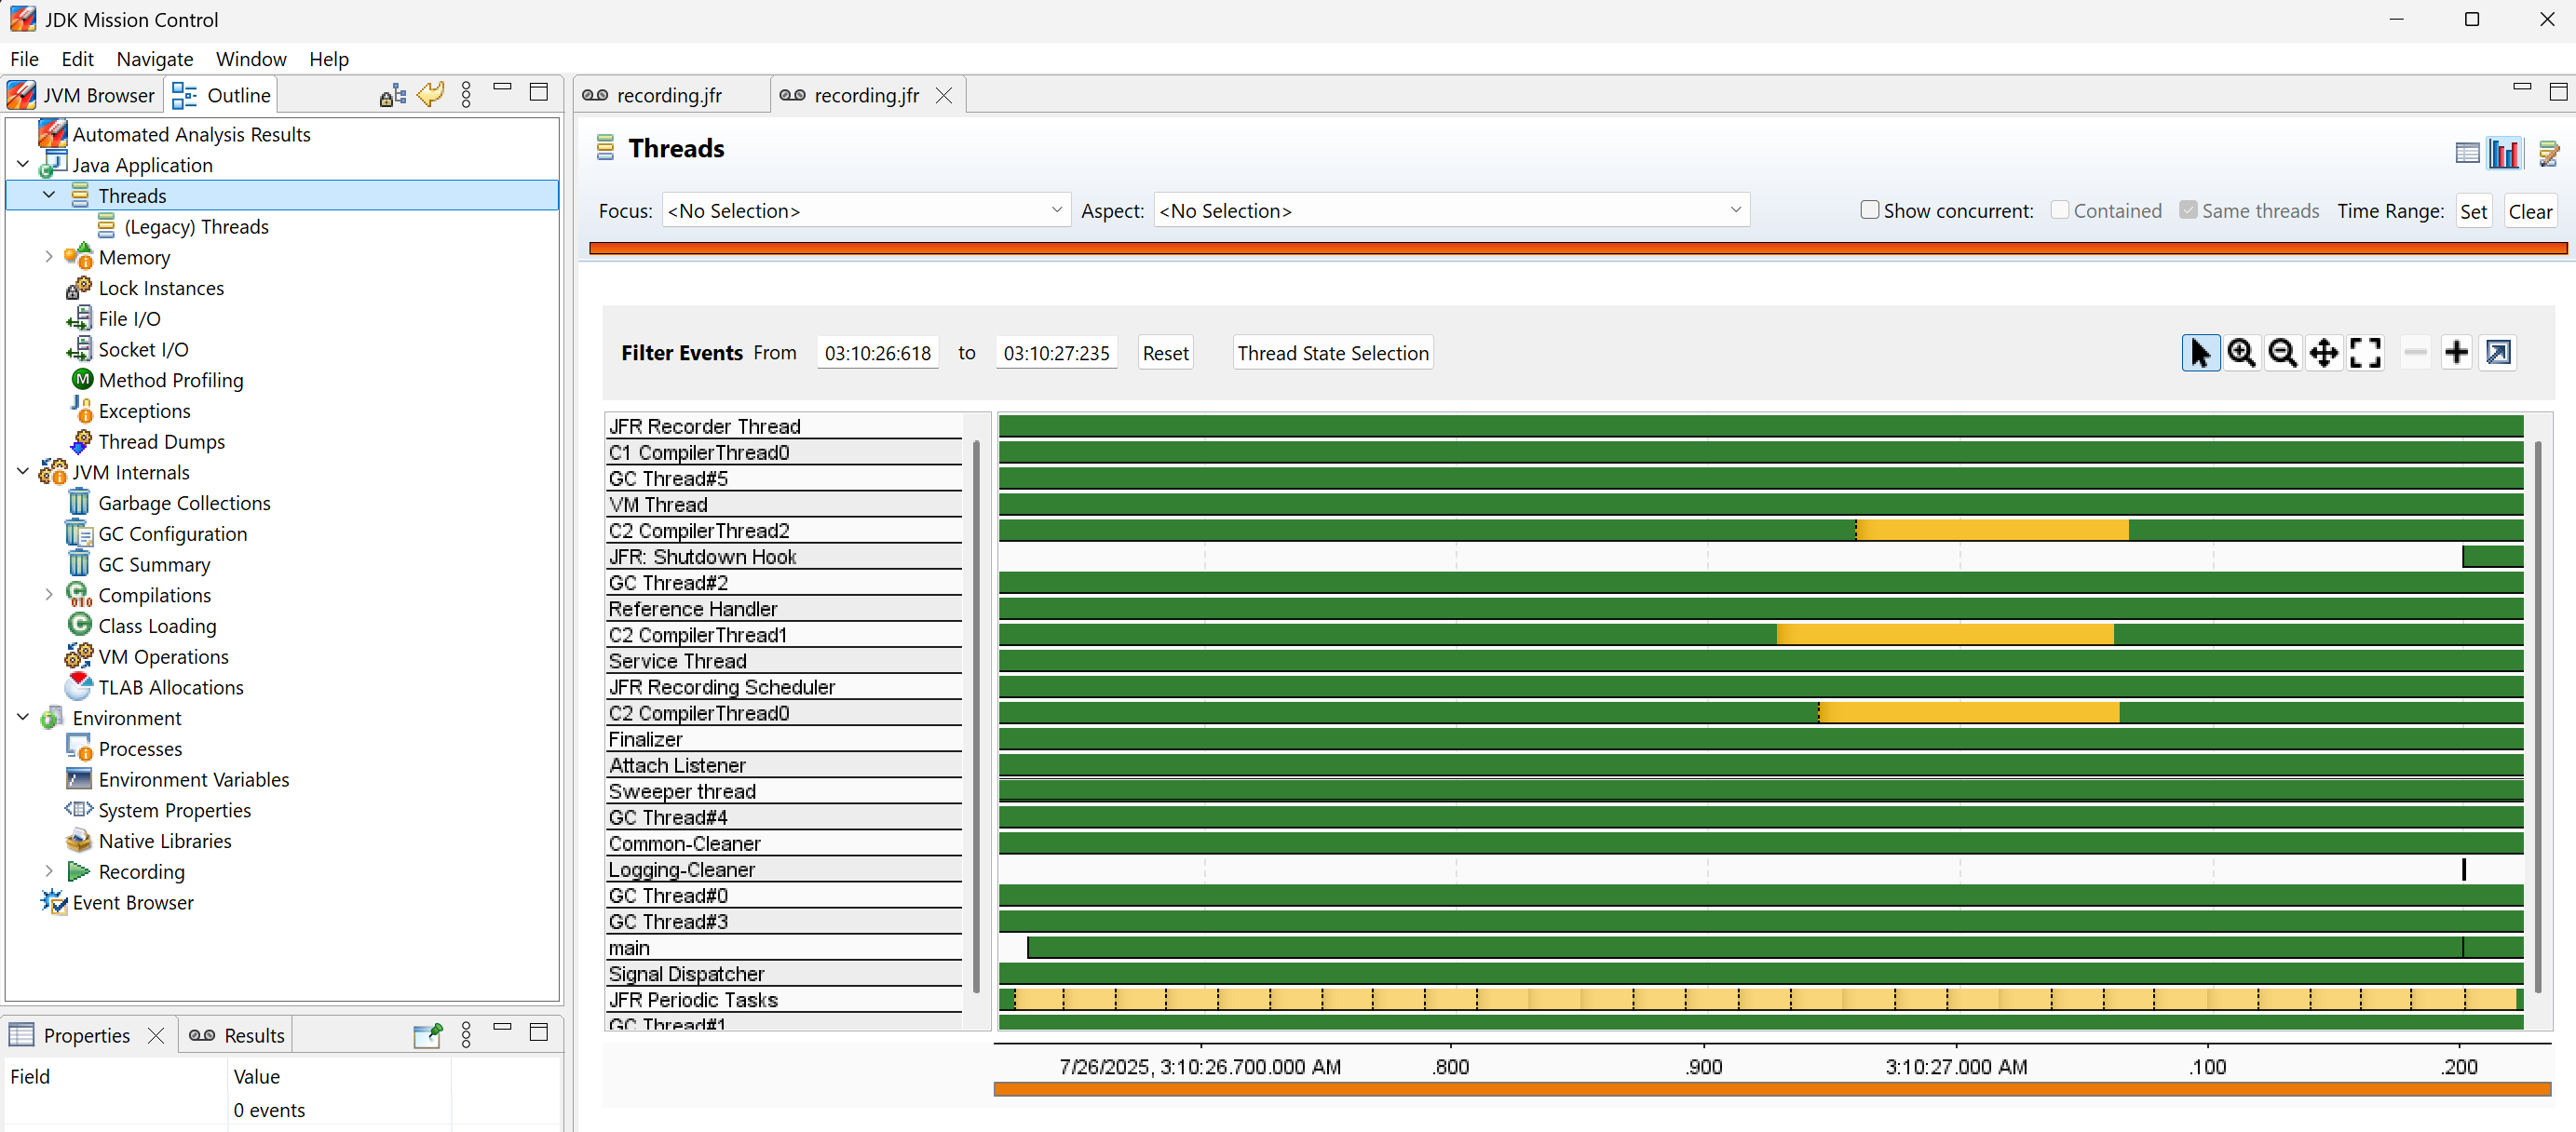 JDK Mission Control
File Edit Navigate Window Help
JVM Browser Outline
Automated Analysis Results
Java Application
Threads
(Legacy) Threads
Memory
Lock Instances
File I/O
Socket I/O
Method Profiling
Exceptions
Thread Dumps
JVM Internals
Garbage Collections
GC Configuration
GC Summary
Compilations
Class Loading
VM Operations
TLAB Allocations
Environment
Processes
Environment Variables
System Properties
Native Libraries
Recording
Event Browser
Properties Results
Field Value
0 events
recording.jfr recording.jfr
Threads
Focus: <No Selection> Aspect: <No Selection> Show concurrent: Contained Same threads Time Range: Set Clear
Filter Events From 03:10:26:618 to 03:10:27:235 Reset Thread State Selection
JFR Recorder Thread
C1 CompilerThread0
GC Thread#5
VM Thread
C2 CompilerThread2
JFR: Shutdown Hook
GC Thread#2
Reference Handler
C2 CompilerThread1
Service Thread
JFR Recording Scheduler
C2 CompilerThread0
Finalizer
Attach Listener
Sweeper thread
GC Thread#4
Common-Cleaner
Logging-Cleaner
GC Thread#0
GC Thread#3
main
Signal Dispatcher
JFR Periodic Tasks
GC Thread#1
7/26/2025, 3:10:26.700.000 AM .800 .900 3:10:27.000 AM .100 .200